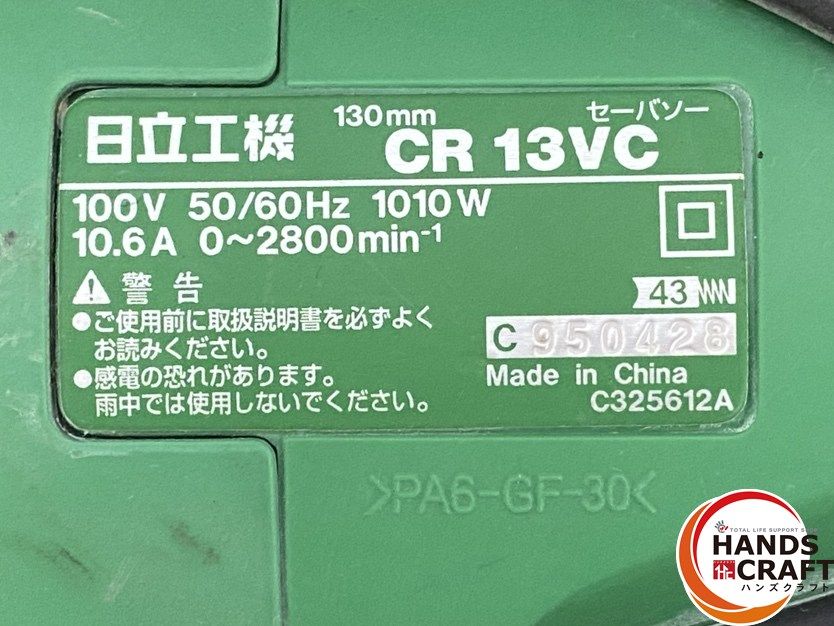 130mm セーバソー
日立工機 CR 13VC
100V 50/60Hz 1010W
10.6A 0~2800min-1
警告
43
●ご使用前に取扱説明書を必ずよく
お読みください。
C 950428
●感電の恐れがあります。
雨中では使用しないでください。
Made in China
C325612A
>PA6-GF-30<
TOTAL LIFE SUPPORT SHOP
HANDS
CRAFT
ハンズクラフト